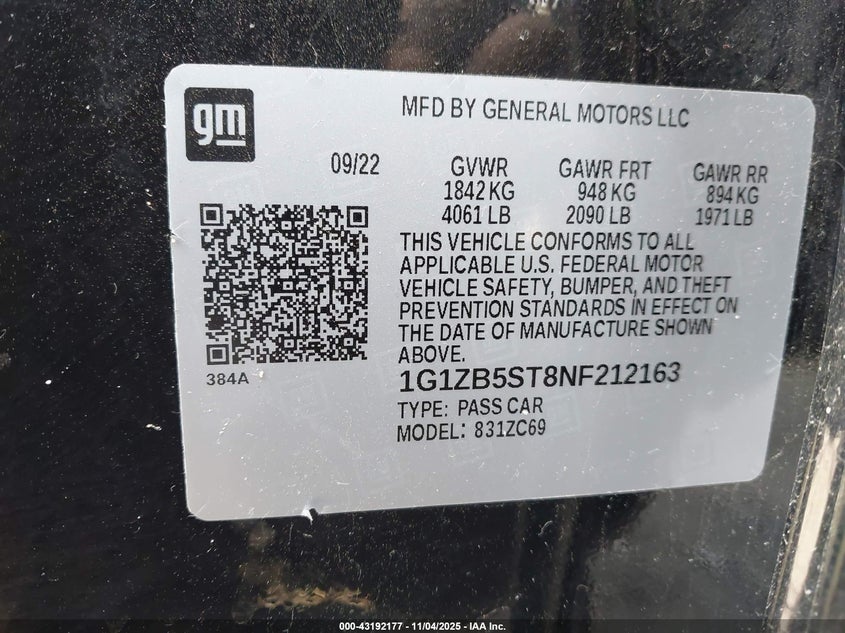 gm
MFD BY GENERAL MOTORS LLC
09/22 GVWR GAWR FRT GAWR RR
1842 KG 948 KG 894 KG
4061 LB 2090 LB 1971 LB
THIS VEHICLE CONFORMS TO ALL
APPLICABLE U.S. FEDERAL MOTOR
VEHICLE SAFETY, BUMPER, AND THEFT
PREVENTION STANDARDS IN EFFECT ON
THE DATE OF MANUFACTURE SHOWN
ABOVE.
384A
1G1ZB5ST8NF212163
TYPE: PASS CAR
MODEL: 831ZC69
000-43192177 - 11/04/2025 - IAA Inc.